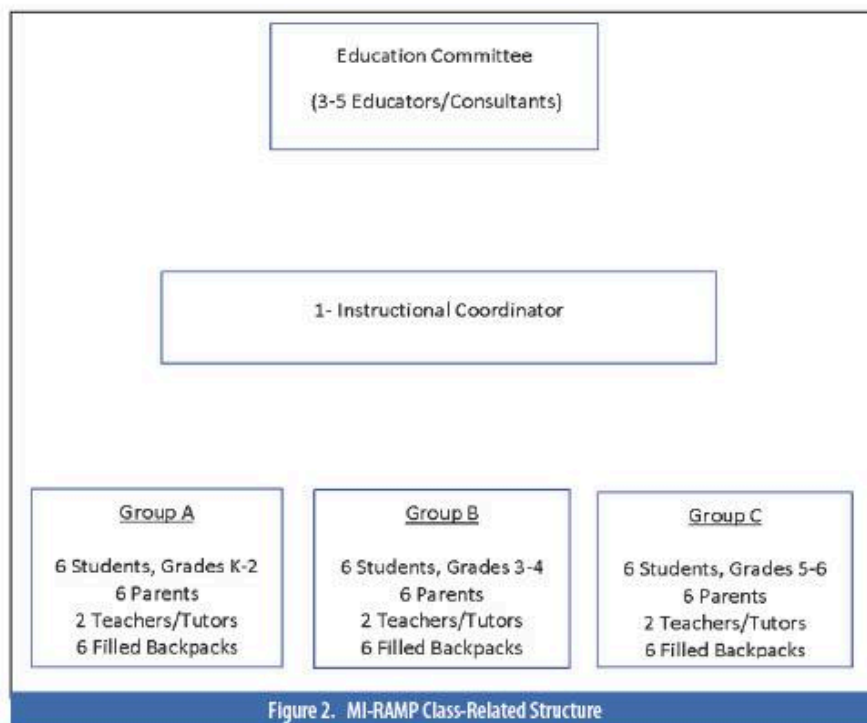 Education Committee
(3-5 Educators/Consultants)
1- Instructional Coordinator
Group A
6 Students, Grades K-2
6 Parents
2 Teachers/Tutors
6 Filled Backpacks
Group B
6 Students, Grades 3-4
6 Parents
2 Teachers/Tutors
6 Filled Backpacks
Group C
6 Students, Grades 5-6
6 Parents
2 Teachers/Tutors
6 Filled Backpacks
Figure 2. MI-RAMP Class-Related Structure